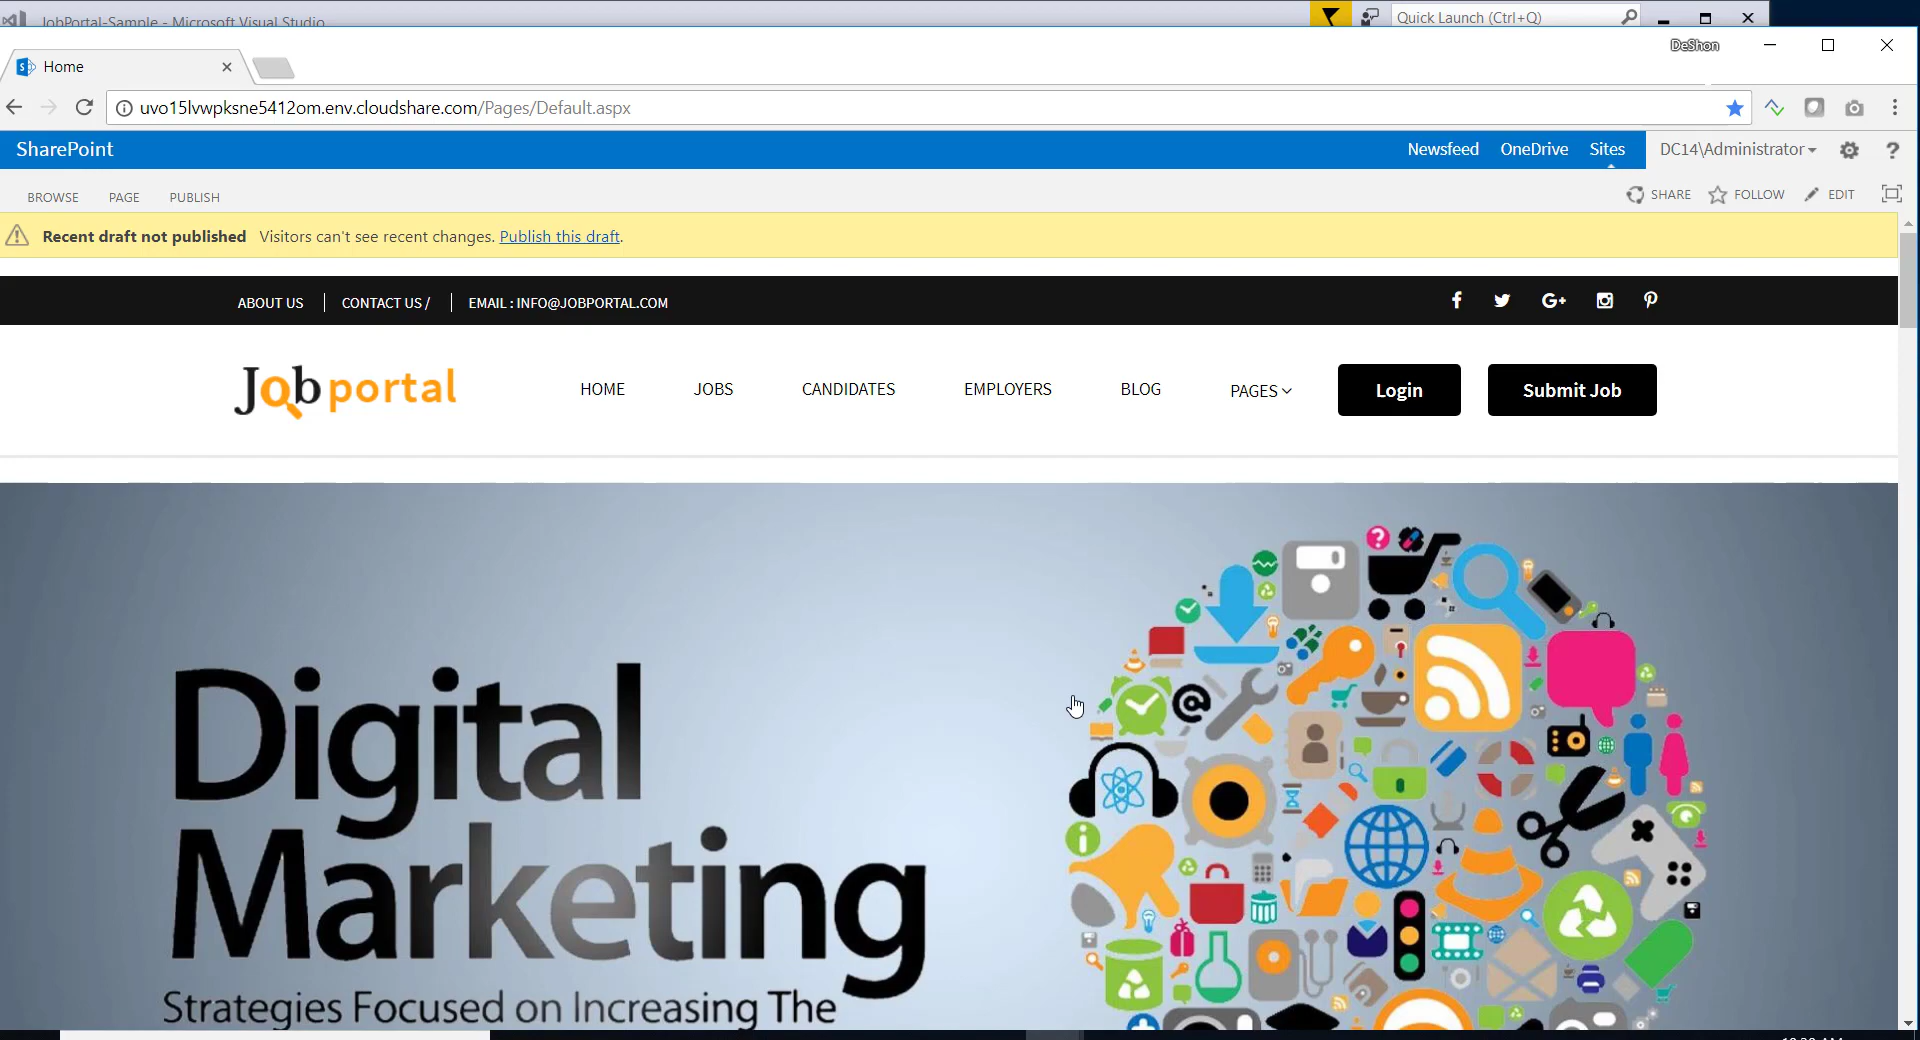 JobPortal-Sample - Microsoft Visual Studio
Quick Launch (Ctrl+Q)
DeShon
Home
uvo15lvwpksne5412om.env.cloudshare.com/Pages/Default.aspx
SharePoint
Newsfeed OneDrive Sites DC14\Administrator ?
BROWSE PAGE PUBLISH
SHARE FOLLOW EDIT
Recent draft not published Visitors can't see recent changes. Publish this draft.
ABOUT US CONTACT US / EMAIL : INFO@JOBPORTAL.COM
Job portal
HOME JOBS CANDIDATES EMPLOYERS BLOG PAGES Login Submit Job
Digital
Marketing
Strategies Focused on Increasing The